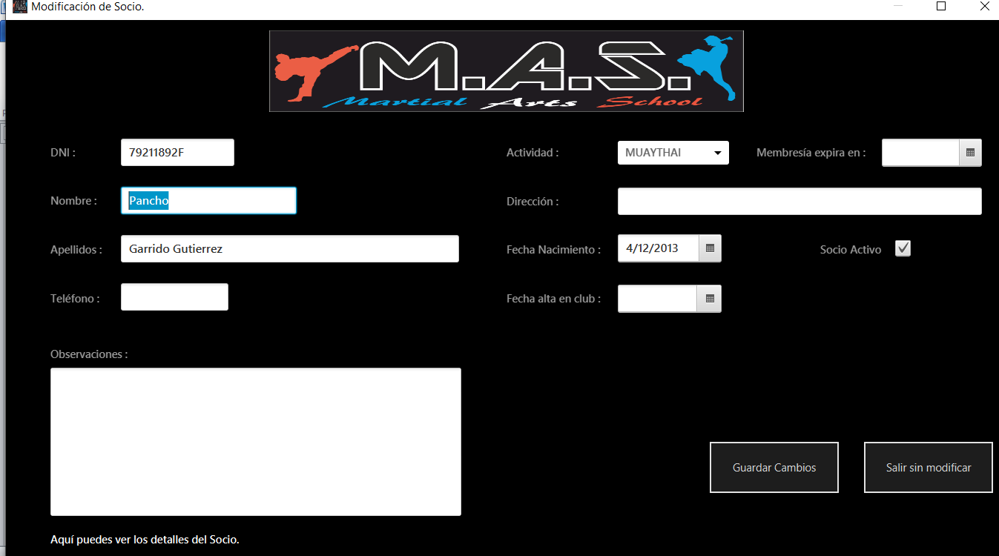 Modificación de Socio.
M.A.S.
Martial Arts School
DNI :
79211892F
Actividad :
MUAYTHAI
Membresía expira en :
Nombre :
Pancho
Dirección :
Apellidos :
Garrido Gutierrez
Fecha Nacimiento :
4/12/2013
Socio Activo
Teléfono :
Fecha alta en club :
Observaciones :
Guardar Cambios
Salir sin modificar
Aquí puedes ver los detalles del Socio.